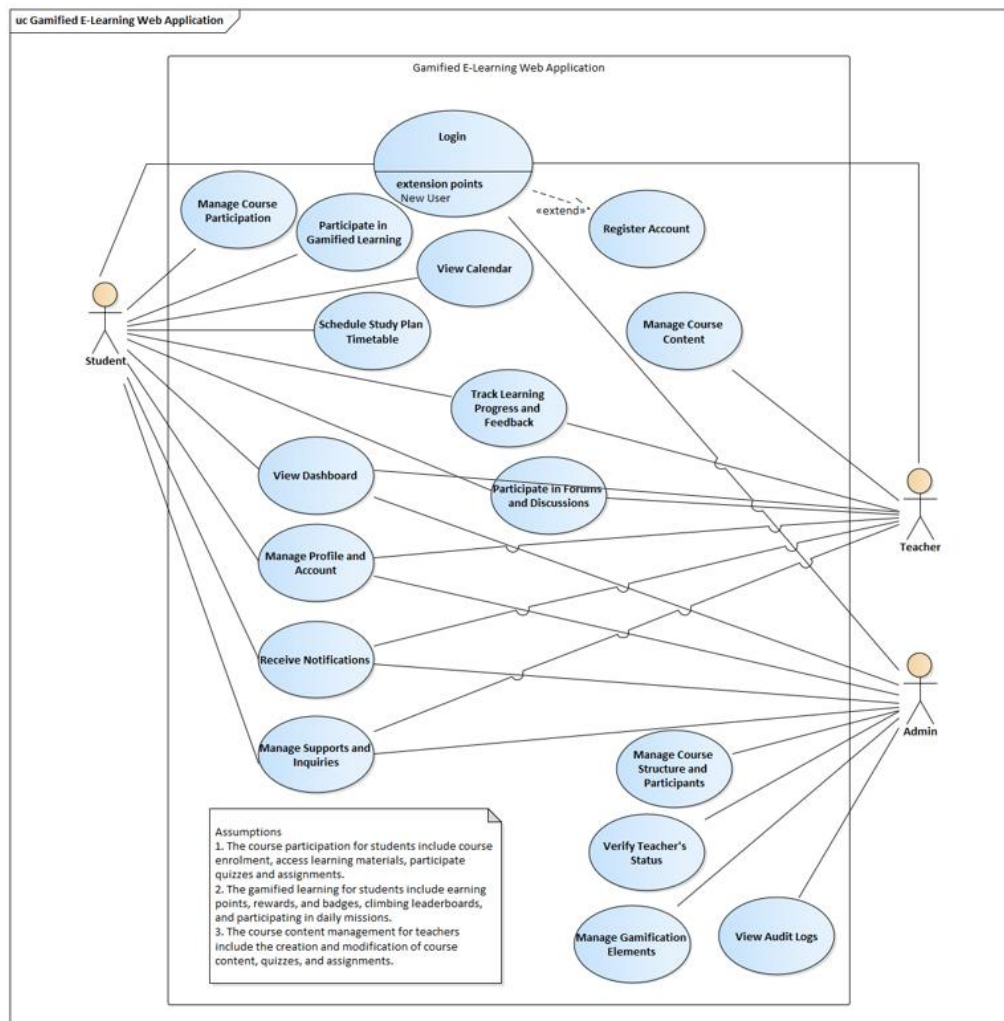 uc Gamified E-Learning Web Application
Gamified E-Learning Web Application
Login
extension points
New User
«extend»
Register Account
Manage Course
Participation
Participate in
Gamified Learning
View Calendar
Schedule Study Plan
Timetable
Manage Course
Content
Student
Track Learning
Progress and
Feedback
View Dashboard
Participate in Forums
and Discussions
Teacher
Manage Profile and
Account
Receive Notifications
Admin
Manage Supports and
Inquiries
Manage Course
Structure and
Participants
Verify Teacher's
Status
Manage Gamification
Elements
View Audit Logs
Assumptions
1. The course participation for students include course
enrolment, access learning materials, participate
quizzes and assignments.
2. The gamified learning for students include earning
points, rewards, and badges, climbing leaderboards,
and participating in daily missions.
3. The course content management for teachers
include the creation and modification of course
content, quizzes, and assignments.